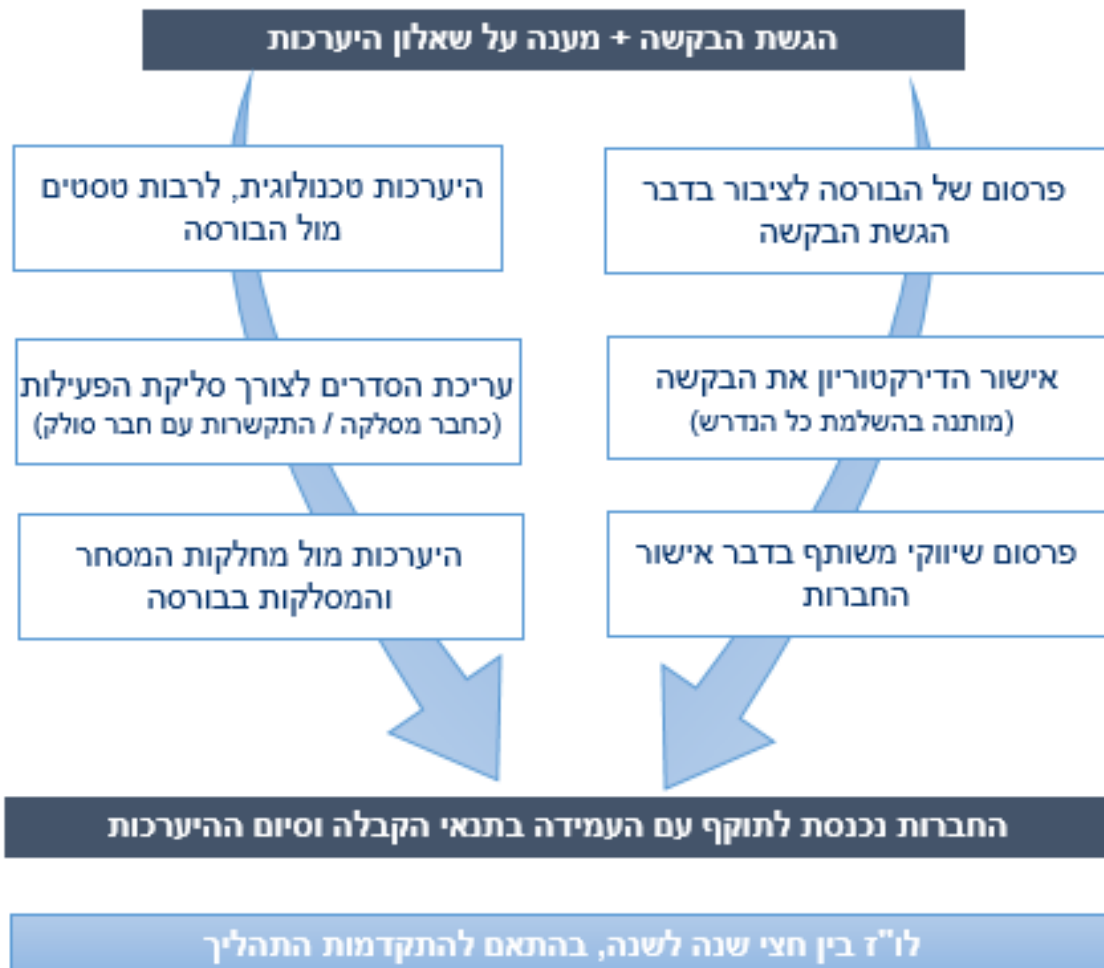 הגשת הבקשה + מענה על שאלון היערכות
פרסום של הבורסה לציבור בדבר
הגשת הבקשה
אישור הדירקטוריון את הבקשה
(מותנה בהשלמת כל הנדרש)
פרסום שיווקי משותף בדבר אישור
החברות
היערכות טכנולוגית, לרבות טסטים
מול הבורסה
עריכת הסדרים לצורך סליקת הפעילות
(כחבר מסלקה / התקשרות עם חבר סולק)
היערכות מול מחלקות המסחר
והמסלקות בבורסה
החברות נכנסת לתוקף עם העמידה בתנאי הקבלה וסיום ההיערכות
לו"ז בין חצי שנה לשנה, בהתאם להתקדמות התהליך